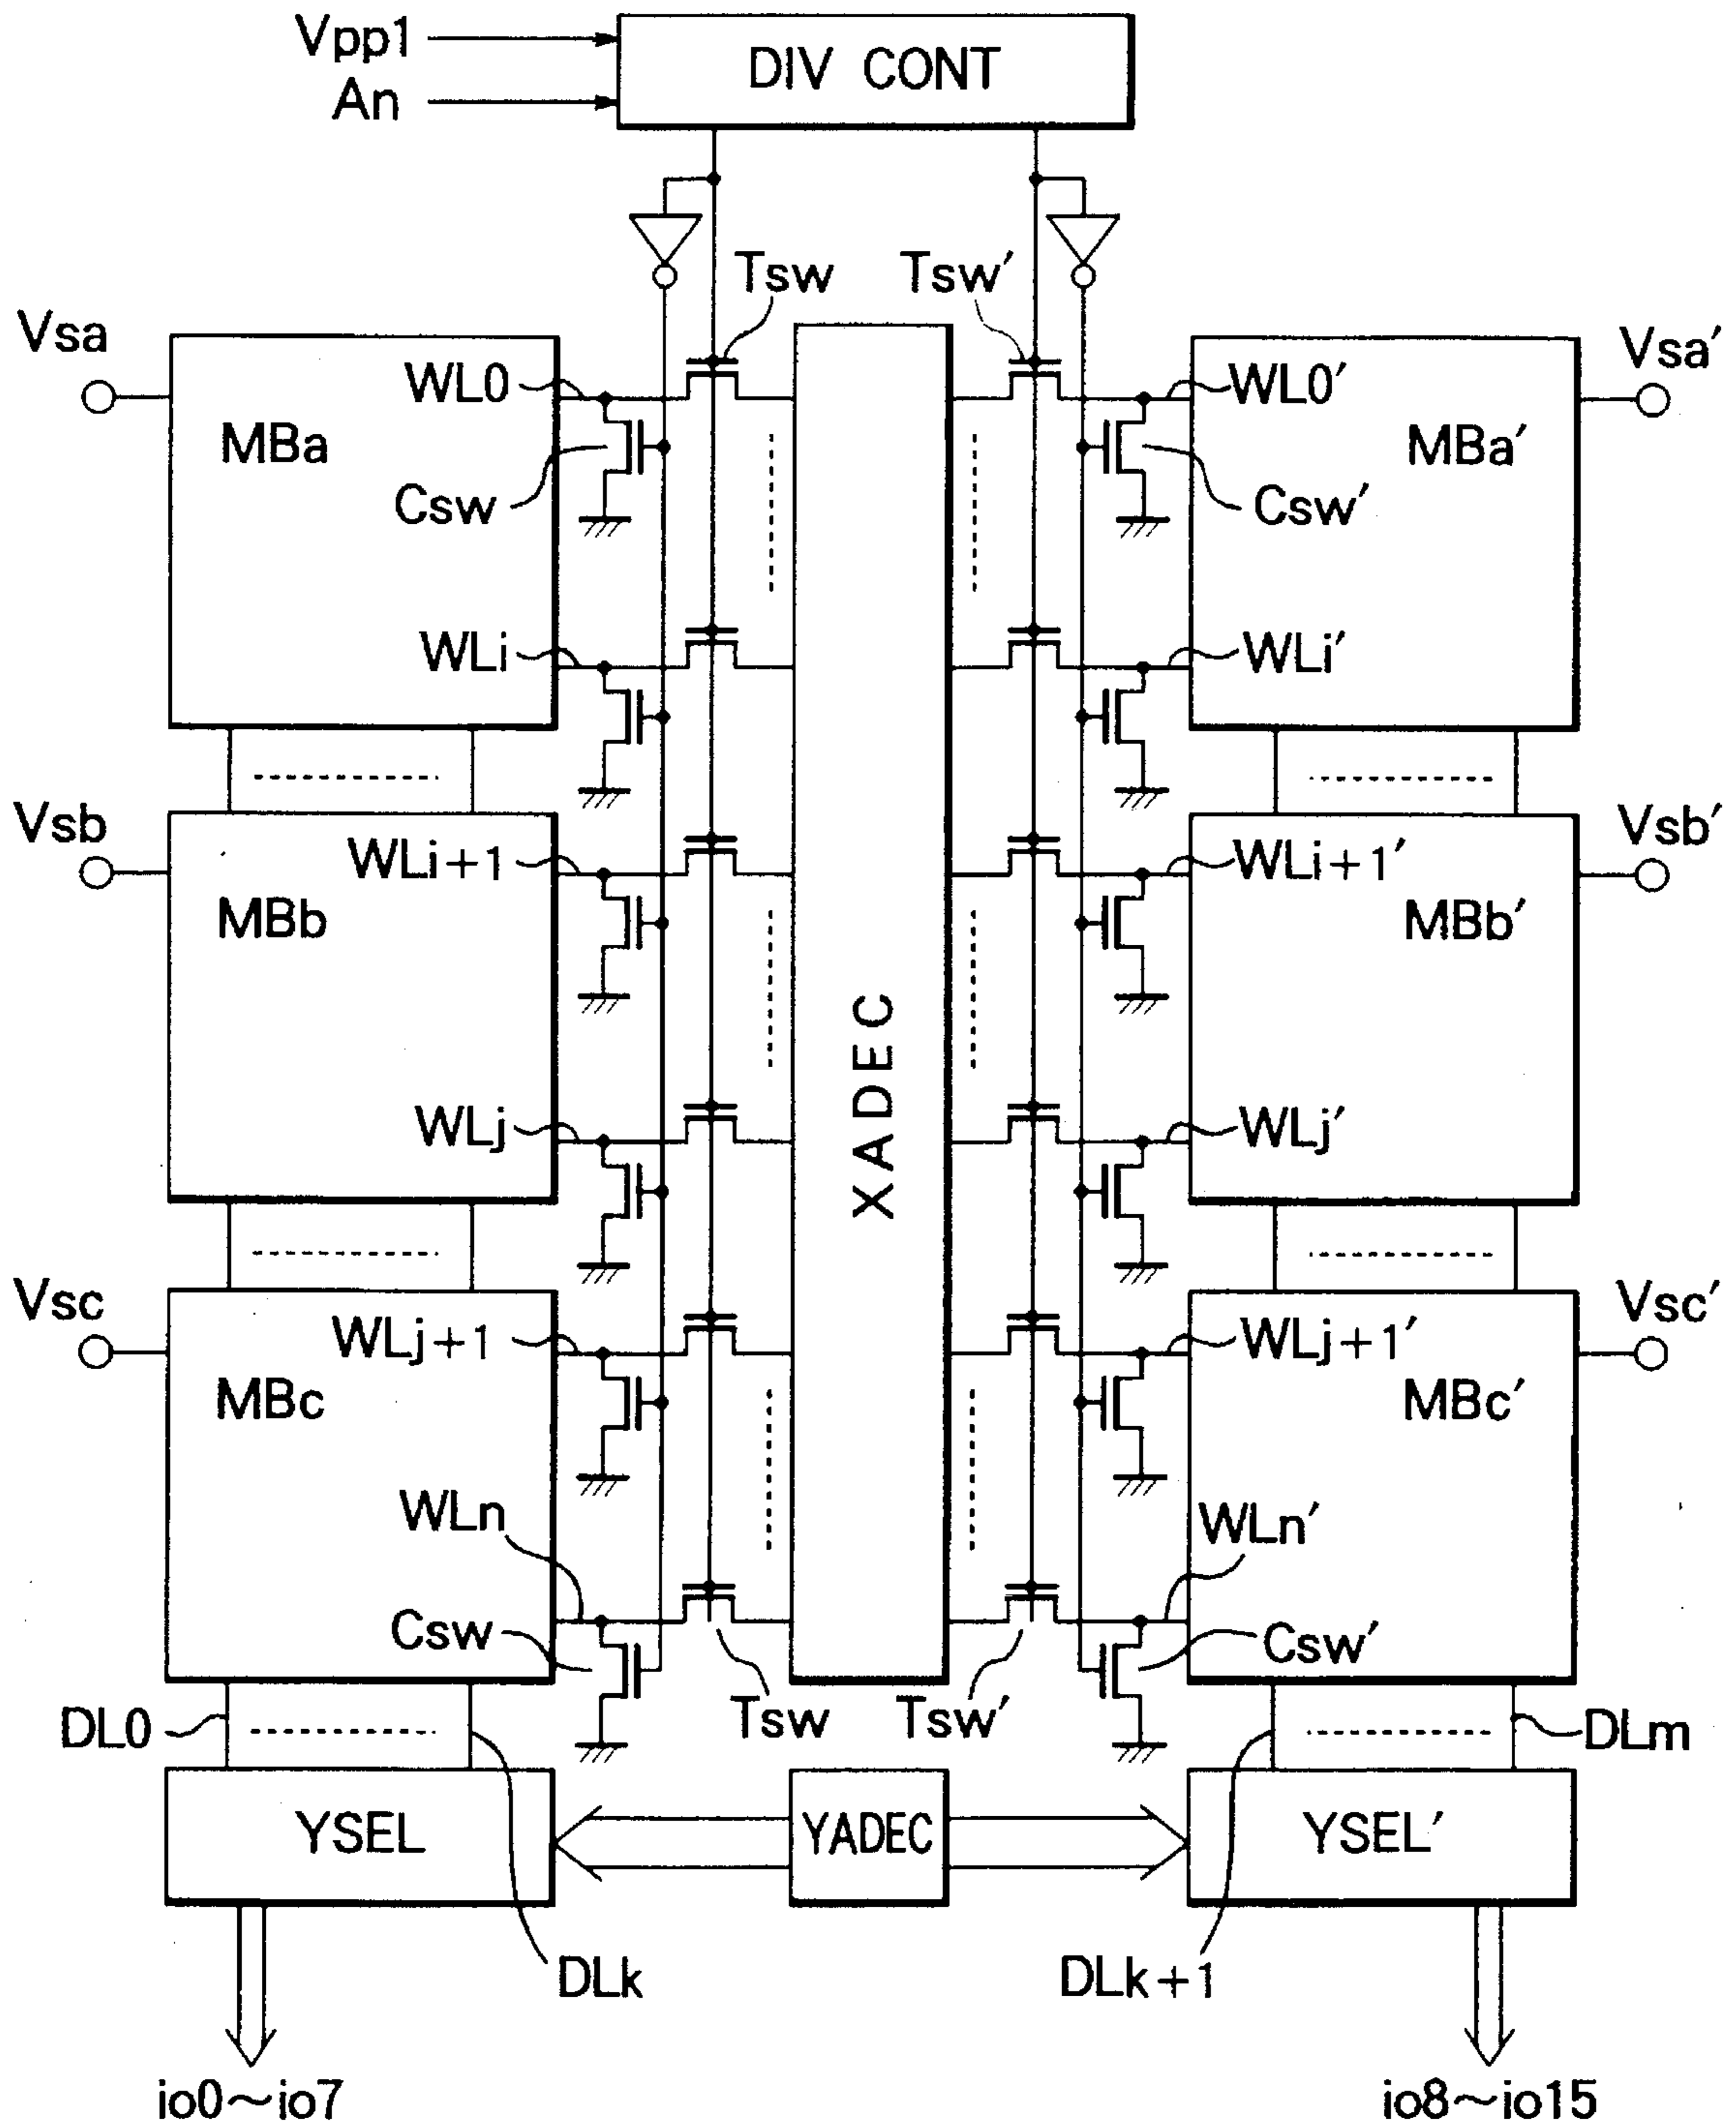 Vpp1
An
DIV CONT
Tsw
Tsw′
Vsa
WL0
WL0′
Vsa′
MBa
MBa′
Csw
Csw′
WLi
WLi′
Vsb
WLi+1
WLi+1′
Vsb′
MBb
MBb′
XADEC
WLj
WLj′
Vsc
WLj+1
WLj+1′
Vsc′
MBc
MBc′
WLn
WLn′
Csw
Csw′
DL0
Tsw
Tsw′
DLm
YSEL
YADEC
YSEL′
DLk
DLk+1
io0~io7
io8~io15